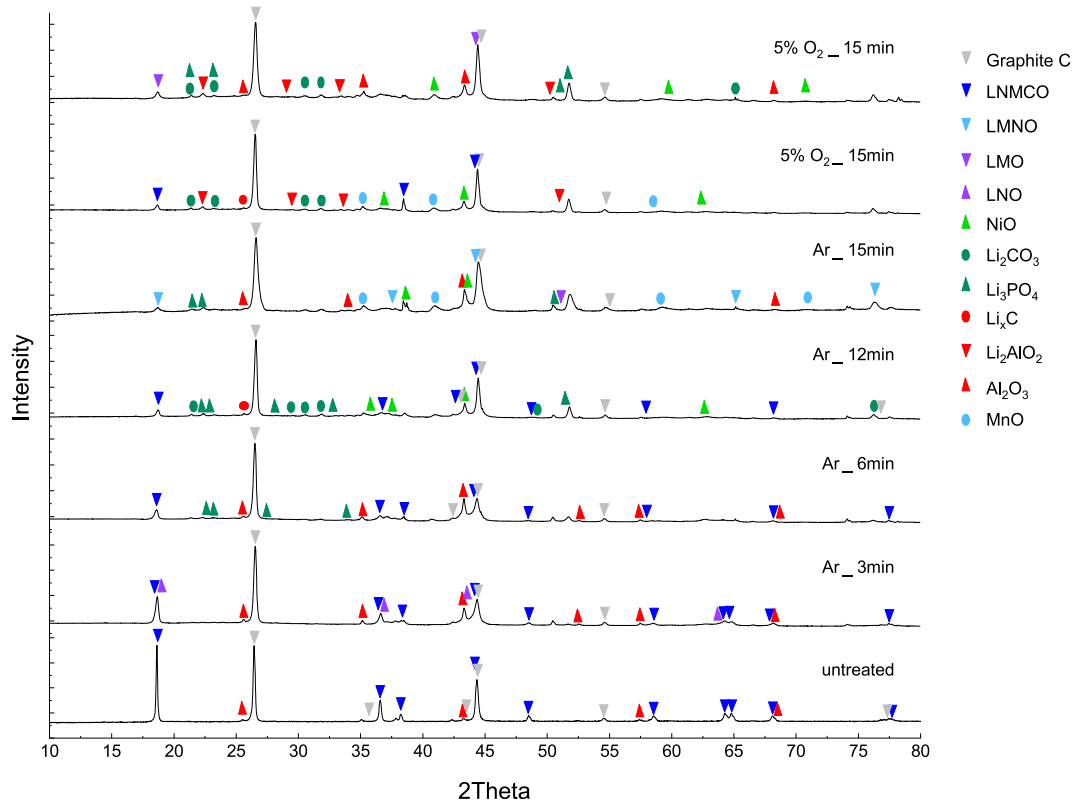 5% O₂ _ 15 min
5% O₂ _ 15min
Ar _ 15min
Ar _ 12min
Ar _ 6min
Ar _ 3min
untreated
Intensity
10 15 20 25 30 35 40 45 50 55 60 65 70 75 80
2Theta
Graphite C
LNMCO
LMNO
LMO
LNO
NiO
Li₂CO₃
Li₃PO₄
LiₓC
Li₂AlO₂
Al₂O₃
MnO